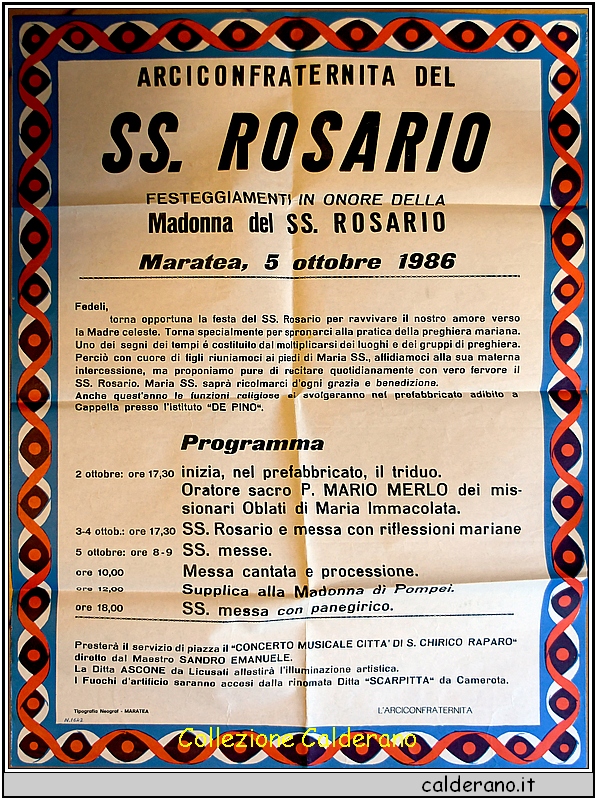 ARCICONFRATERNITA DEL
SS. ROSARIO
FESTEGGIAMENTI IN ONORE DELLA
Madonna del SS. ROSARIO
Maratea, 5 ottobre 1986
Fedeli,
torna opportuna la festa del SS. Rosario per ravvivare il nostro amore verso
la Madre celeste. Torna specialmente per spronarci alla pratica della preghiera mariana.
Uno dei segni dei tempi é costituito dal moltiplicarsi dei luoghi e dei gruppi di preghiera.
Perciò con cuore di figli riuniamoci ai piedi di Maria SS., allidiamoci alla sua materna
intercessione, ma proponiamo pure di recitare quotidianamente con vero fervore il
SS. Rosario. Maria SS. saprà ricolmarci d'ogni grazia e benedizione.
Anche quest'anno le funzioni religiose si svolgeranno nel prefabbricato adibito a
Cappella presso l'istituto "DE PINO".
Programma
2 ottobre: ore 17,30 inizia, nel prefabbricato, il triduo.
Oratore sacro P. MARIO MERLO dei mis-
sionari Oblati di Maria Immacolata.
3-4 ottob.: ore 17,30 SS. Rosario e messa con riflessioni mariane
5 ottobre: ore 8-9 SS. messe.
ore 10,00 Messa cantata e processione.
ore 12,00 Supplica alla Madonna di Pompei.
ore 18,00 SS. messa con panegirico.
Presterà il servizio di piazza il "CONCERTO MUSICALE CITTA' DI S. CHIRICO RAPARO"
diretto dal Maestro SANDRO EMANUELE.
La Ditta ASCONE da Licusati allestirà l'illuminazione artistica.
I Fuochi d'artificio saranno accesi dalla rinomata Ditta "SCARPITTA" da Camerota.
Tipografia Neograf - MARATEA
L'ARCICONFRATERNITA
Collezione Calderano
calderano.it